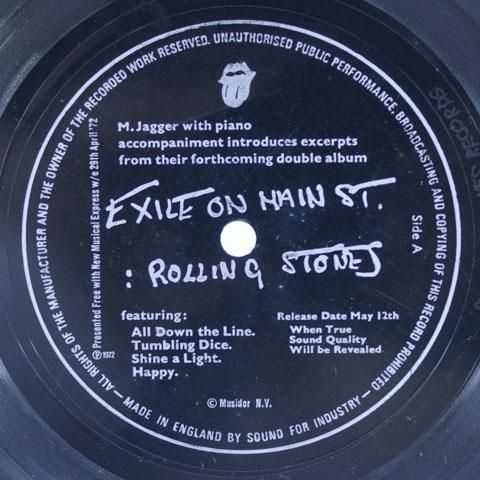 ALL RIGHTS OF THE MANUFACTURER AND THE OWNER OF THE RECORDED WORK RESERVED. UNAUTHORISED PUBLIC PERFORMANCE. BROADCASTING AND COPYING OF THIS RECORD PROHIBITED — MADE IN ENGLAND BY SOUND FOR INDUSTRY —
M. Jagger with piano
accompaniment introduces excerpts
from their forthcoming double album
EXILE ON MAIN ST.
: ROLLING STONES
Side A
Presented Free with New Musical Express w/e 29th April '72
℗ 1972
featuring:
All Down the Line.
Tumbling Dice.
Shine a Light.
Happy.
Release Date May 12th
When True
Sound Quality
Will be Revealed
© Musidor N.V.